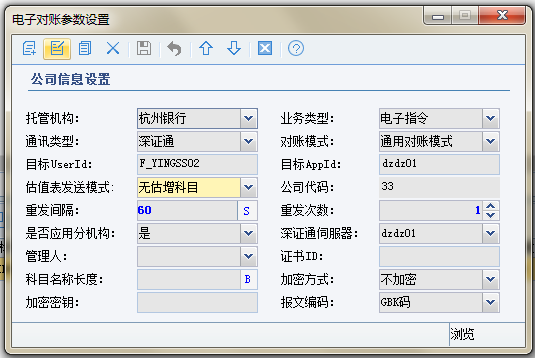 电子对账参数设置
公司信息设置
托管机构： 杭州银行 业务类型： 电子指令
通讯类型： 深证通 对账模式： 通用对账模式
目标UserId： F_YINGSS02 目标AppId： dzdz01
估值表发送模式： 无估增科目 公司代码： 33
重发间隔： 60 S 重发次数： 1
是否应用分机构： 是 深证通伺服器： dzdz01
管理人： 证书ID：
科目名称长度： B 加密方式： 不加密
加密密钥： 报文编码： GBK码
浏览